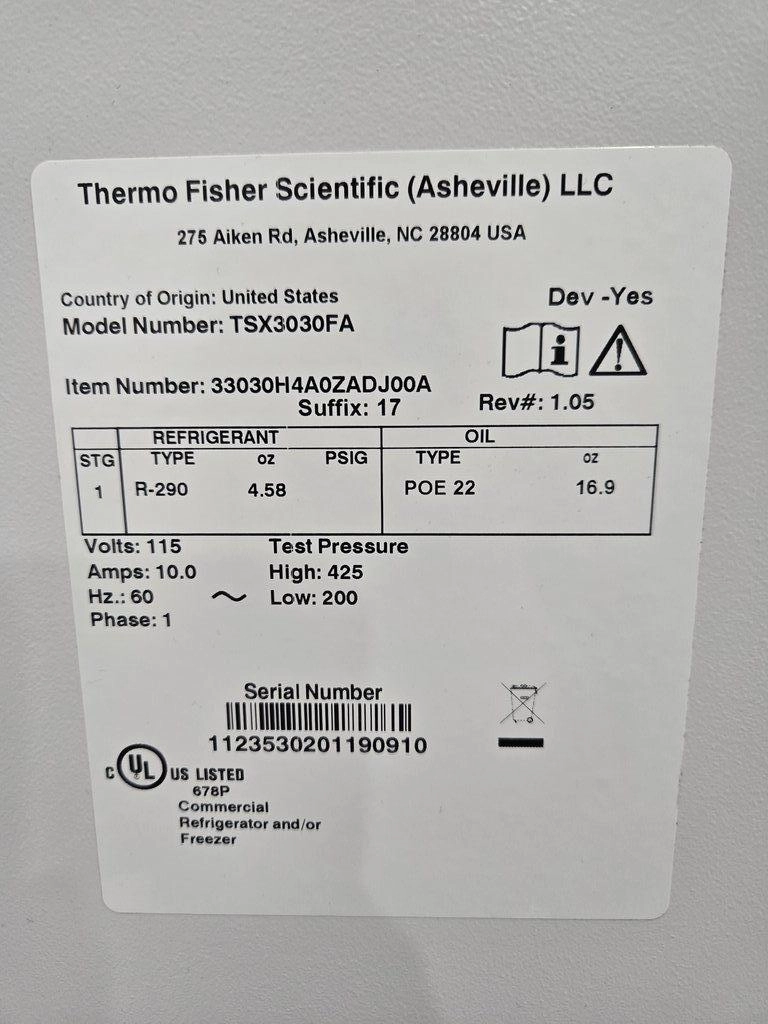 Thermo Fisher Scientific (Asheville) LLC
275 Aiken Rd, Asheville, NC 28804 USA
Country of Origin: United States
Dev -Yes
Model Number: TSX3030FA
Item Number: 33030H4A0ZADJ00A
Suffix: 17
Rev#: 1.05
REFRIGERANT OIL
STG TYPE oz PSIG TYPE oz
1 R-290 4.58 POE 22 16.9
Volts: 115
Amps: 10.0
Hz.: 60 ~
Phase: 1
Test Pressure
High: 425
Low: 200
Serial Number
1123530201190910
C UL US LISTED
678P
Commercial
Refrigerator and/or
Freezer